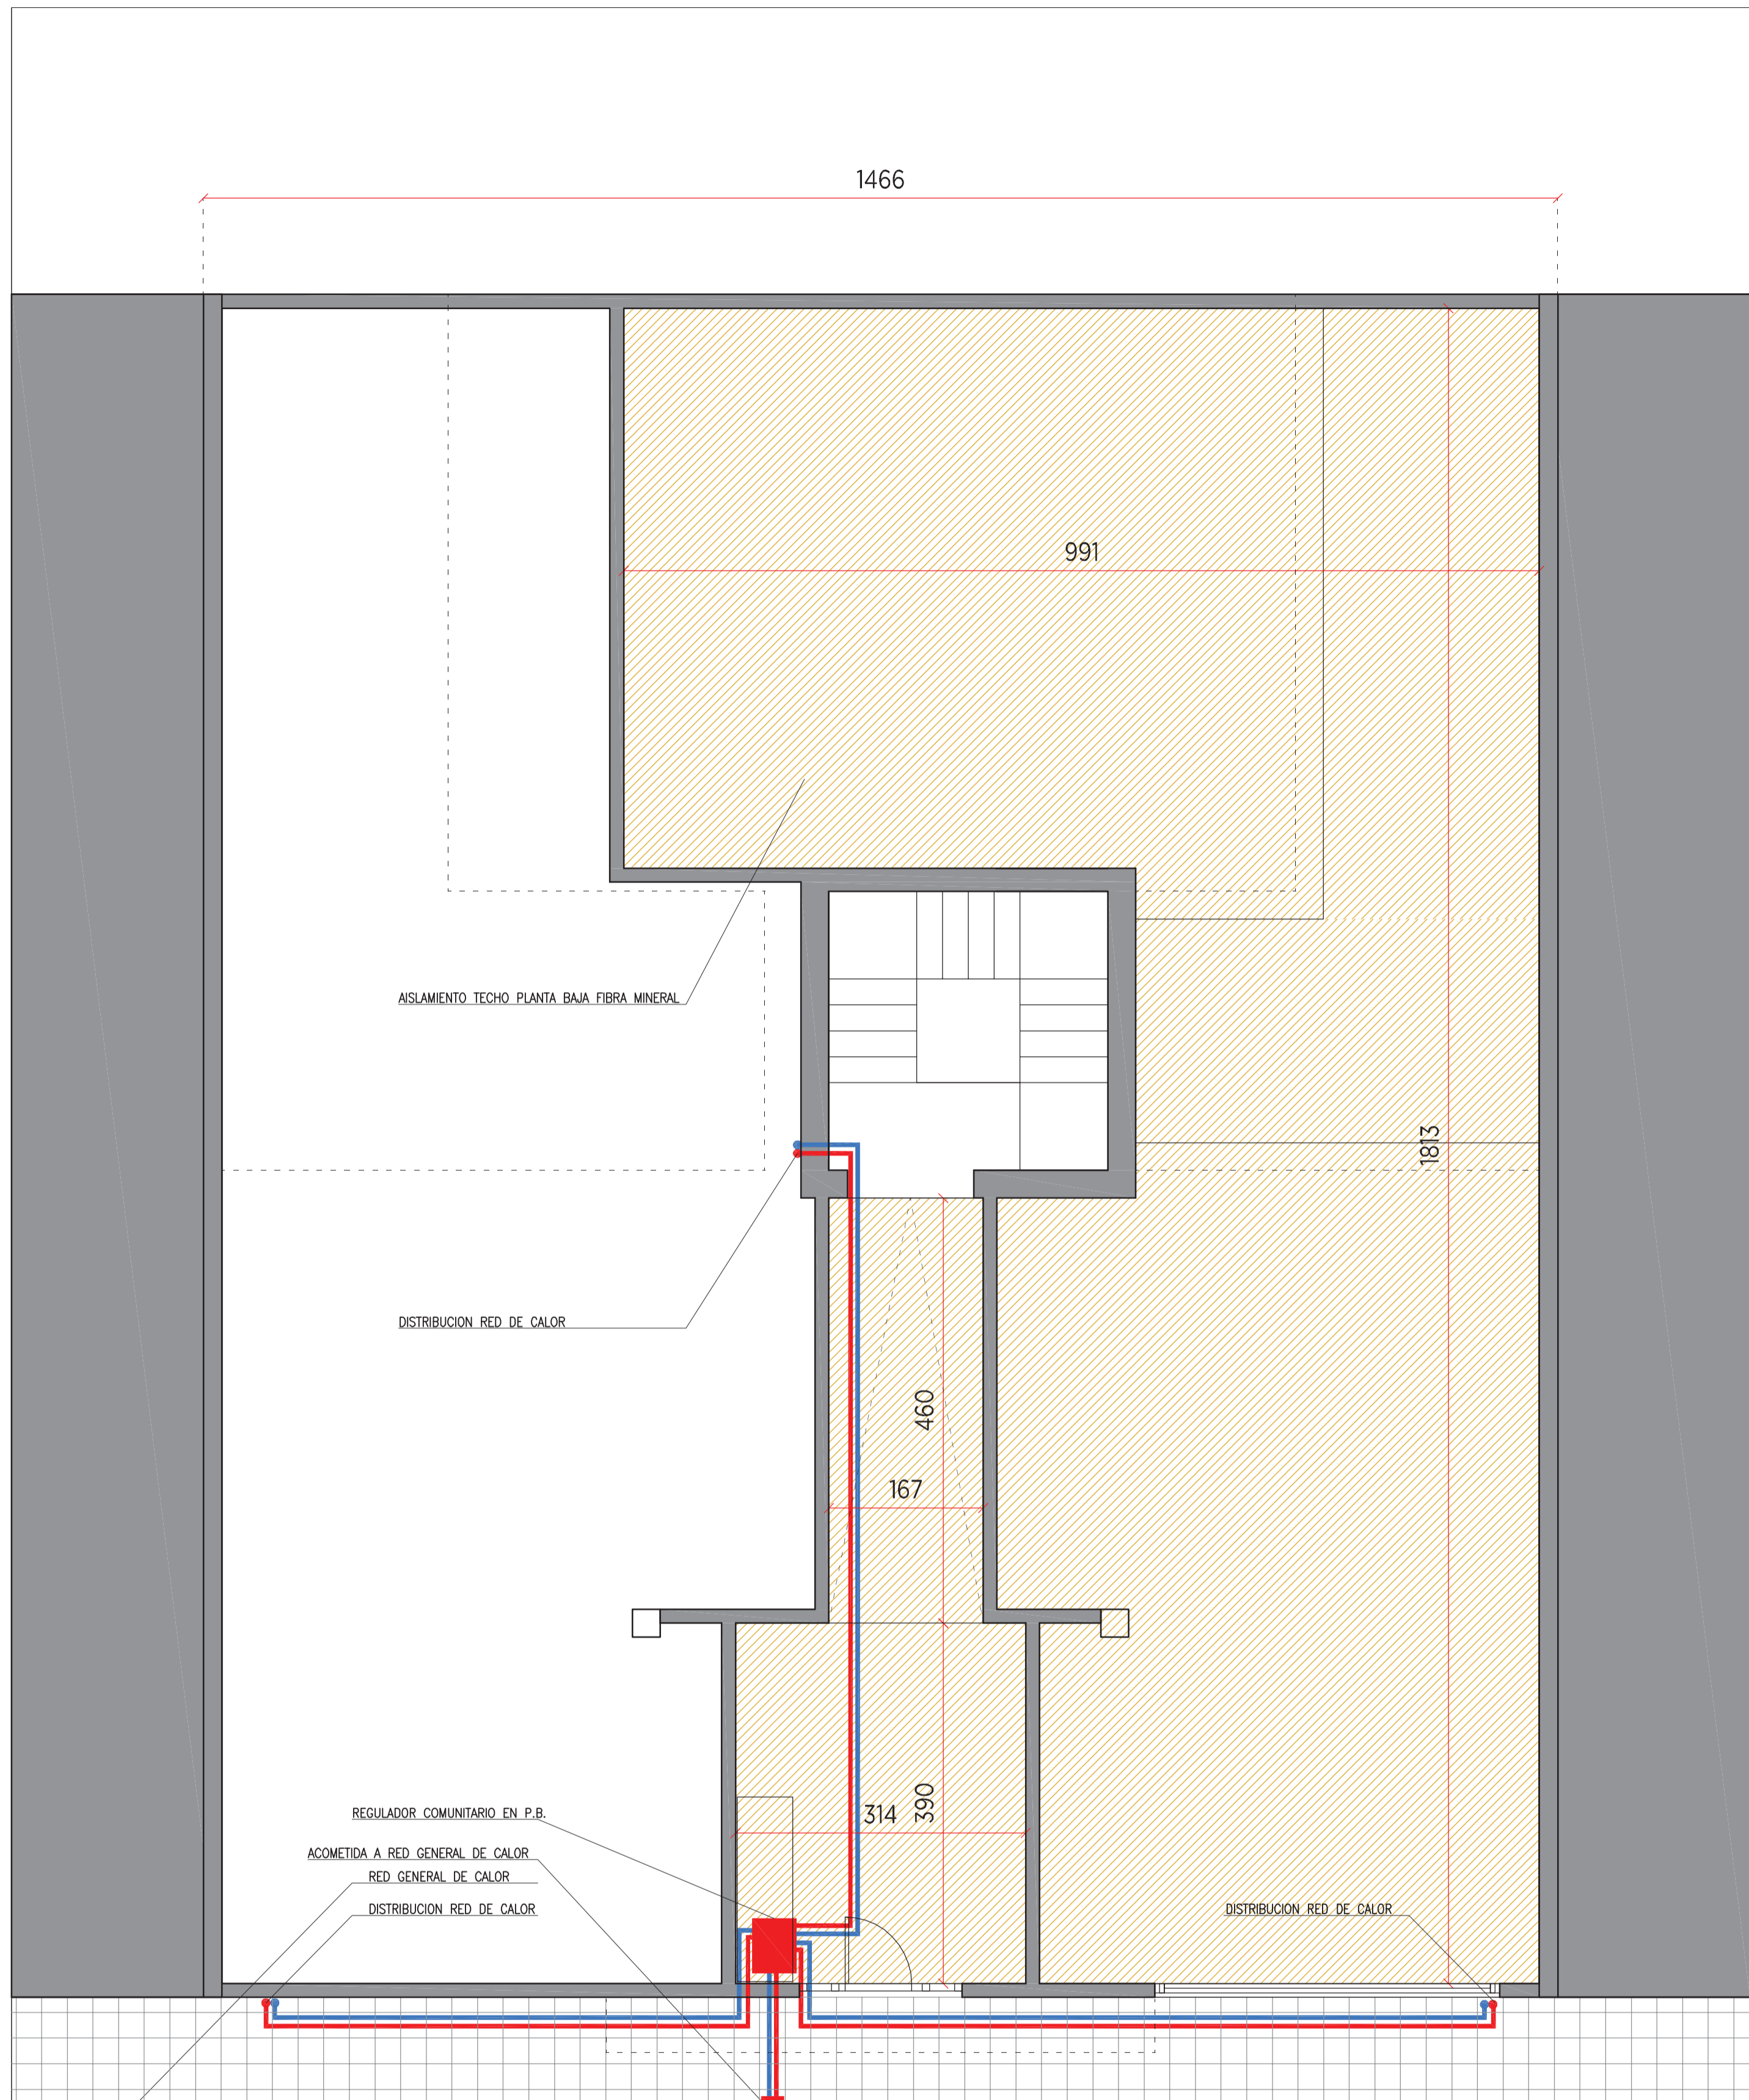 1466
991
AISLAMIENTO TECHO PLANTA BAJA FIBRA MINERAL
1813
DISTRIBUCION RED DE CALOR
460
167
390
314
REGULADOR COMUNITARIO EN P.B.
ACOMETIDA A RED GENERAL DE CALOR
RED GENERAL DE CALOR
DISTRIBUCION RED DE CALOR
DISTRIBUCION RED DE CALOR